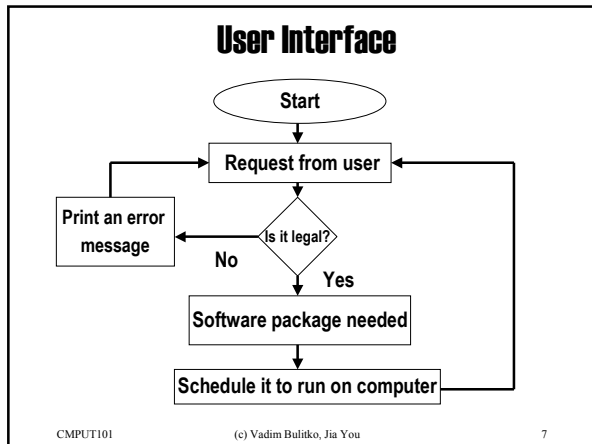 User Interface
Start
Request from user
Print an error
message
Is it legal?
No
Yes
Software package needed
Schedule it to run on computer
CMPUT101
(c) Vadim Bulitko, Jia You
7